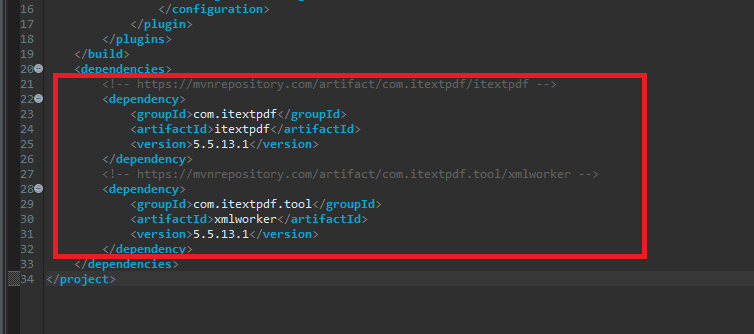 16 </configuration>
17 </plugin>
18 </plugins>
19 </build>
20 <dependencies>
21 <!-- https://mvnrepository.com/artifact/com.itextpdf/itextpdf -->
22 <dependency>
23 <groupId>com.itextpdf</groupId>
24 <artifactId>itextpdf</artifactId>
25 <version>5.5.13.1</version>
26 </dependency>
27 <!-- https://mvnrepository.com/artifact/com.itextpdf.tool/xmlworker -->
28 <dependency>
29 <groupId>com.itextpdf.tool</groupId>
30 <artifactId>xmlworker</artifactId>
31 <version>5.5.13.1</version>
32 </dependency>
33 </dependencies>
34 </project>